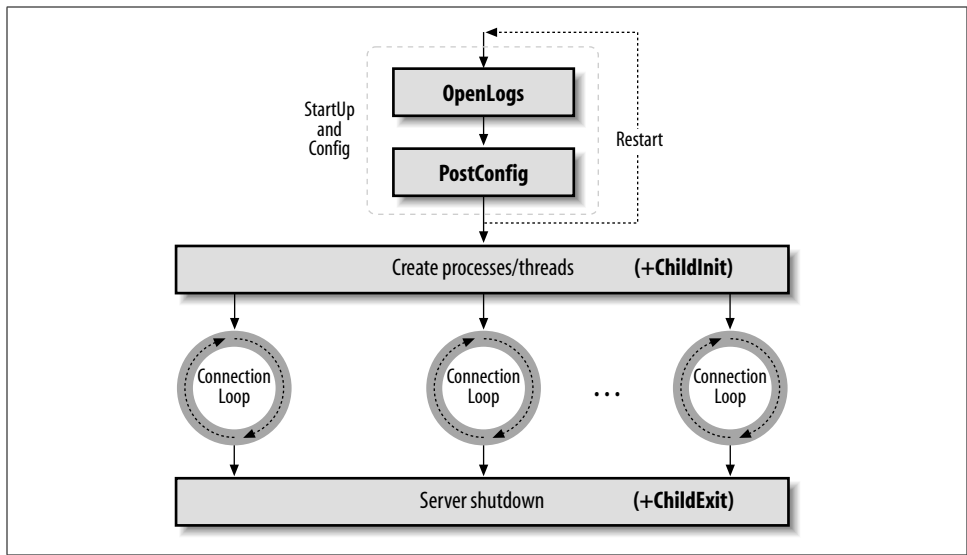 OpenLogs
StartUp
and
Config
Restart
PostConfig
Create processes/threads (+ChildInit)
Connection
Loop
Connection
Loop
...
Connection
Loop
Server shutdown (+ChildExit)